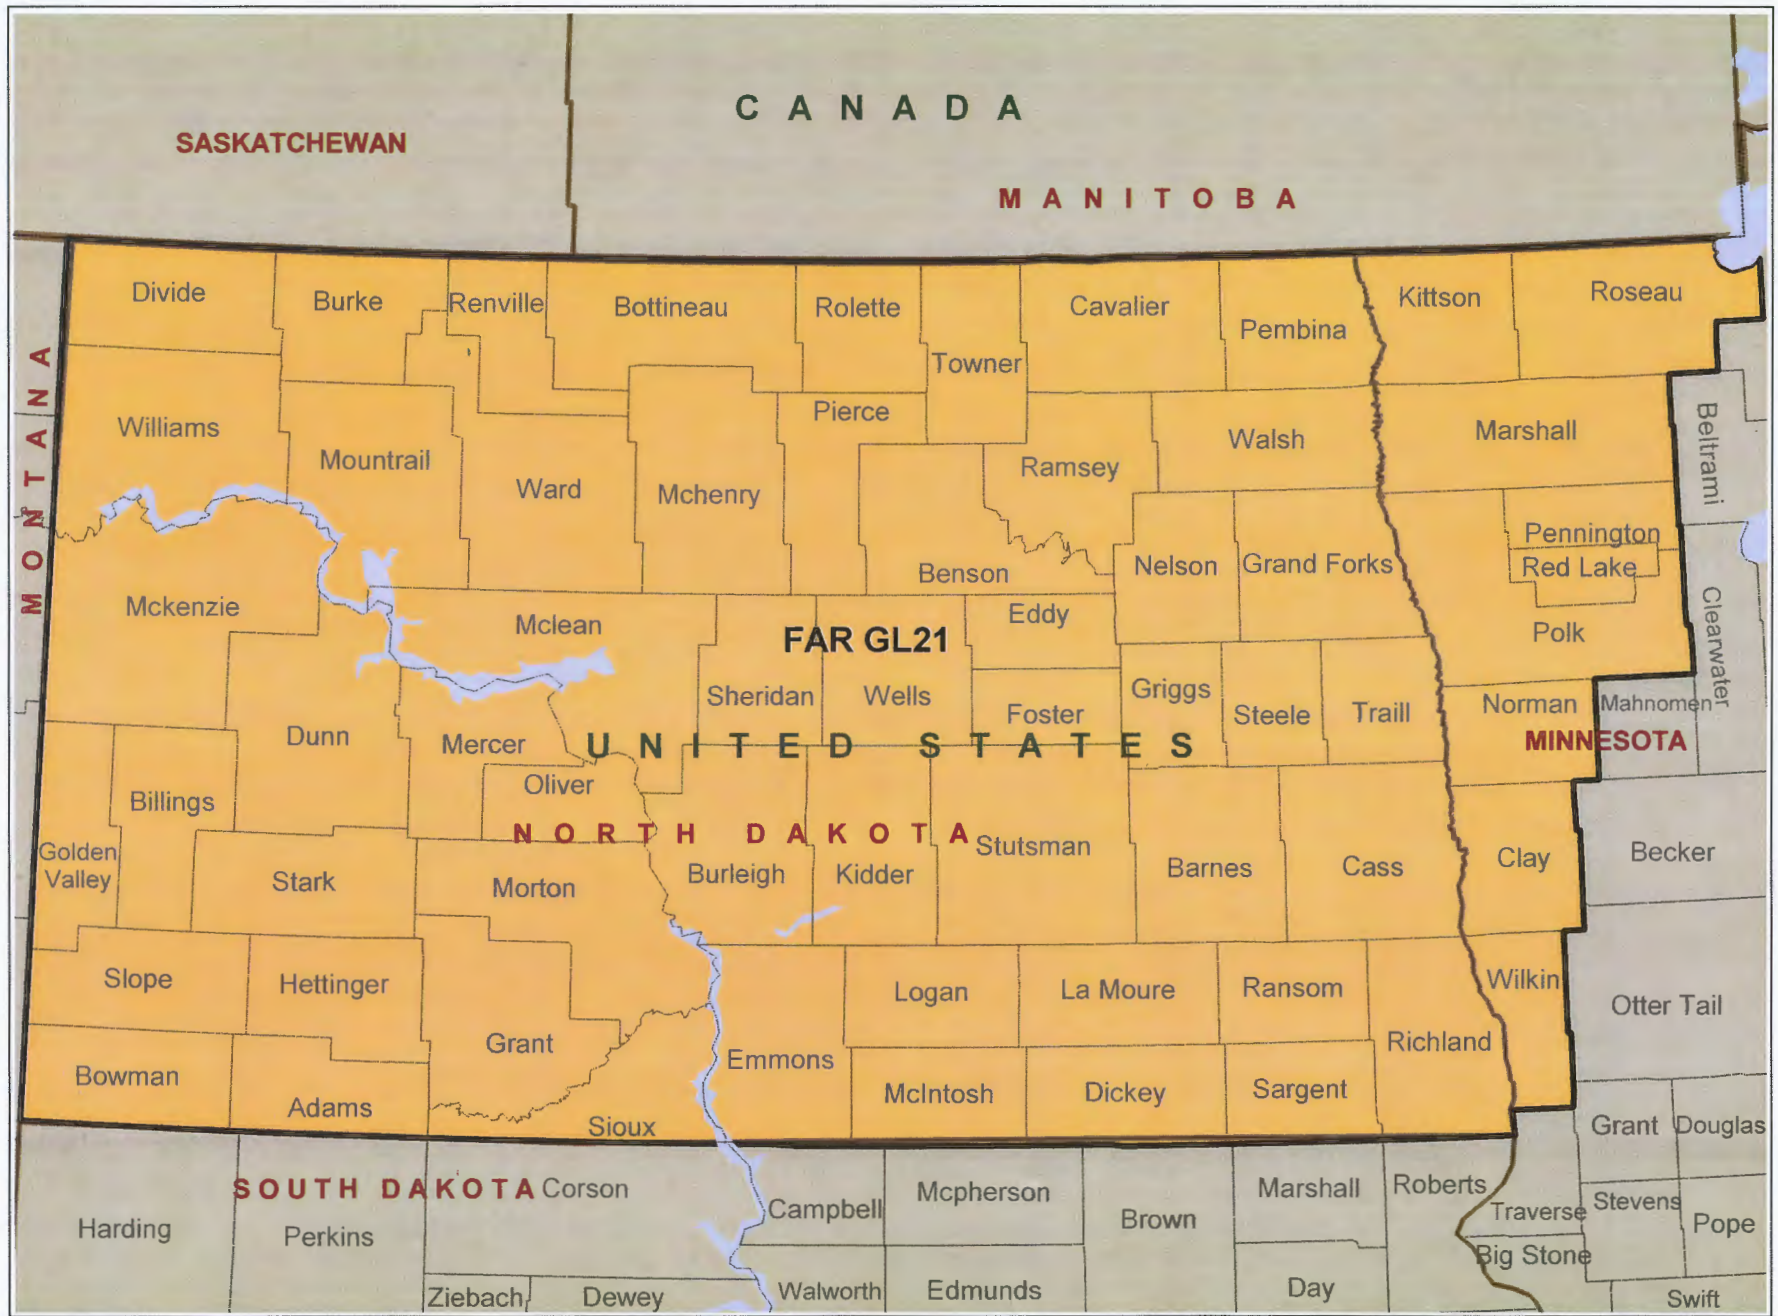 CANADA
SASKATCHEWAN
MANITOBA
MONTANA
Divide
Burke
Renville
Bottineau
Rolette
Towner
Cavalier
Pembina
Kittson
Roseau
Williams
Mountrail
Ward
Mchenry
Pierce
Ramsey
Walsh
Marshall
Beltrami
Mckenzie
Mclean
Benson
Eddy
Nelson
Grand Forks
Pennington
Red Lake
Polk
Clearwater
FAR GL21
Dunn
Mercer
Sheridan
Wells
Foster
Griggs
Steele
Traill
Norman
Mahnomen
UNITED STATES
MINNESOTA
Golden
Valley
Billings
Oliver
NORTH DAKOTA
Stark
Morton
Burleigh
Kidder
Stutsman
Barnes
Cass
Clay
Becker
Slope
Hettinger
Grant
Emmons
Logan
La Moure
Ransom
Richland
Wilkin
Otter Tail
Bowman
Adams
Sioux
McIntosh
Dickey
Sargent
Grant
Douglas
SOUTH DAKOTA
Harding
Perkins
Corson
Campbell
Mcpherson
Brown
Marshall
Roberts
Traverse
Stevens
Pope
Big Stone
Ziebach
Dewey
Walworth
Edmunds
Day
Swift